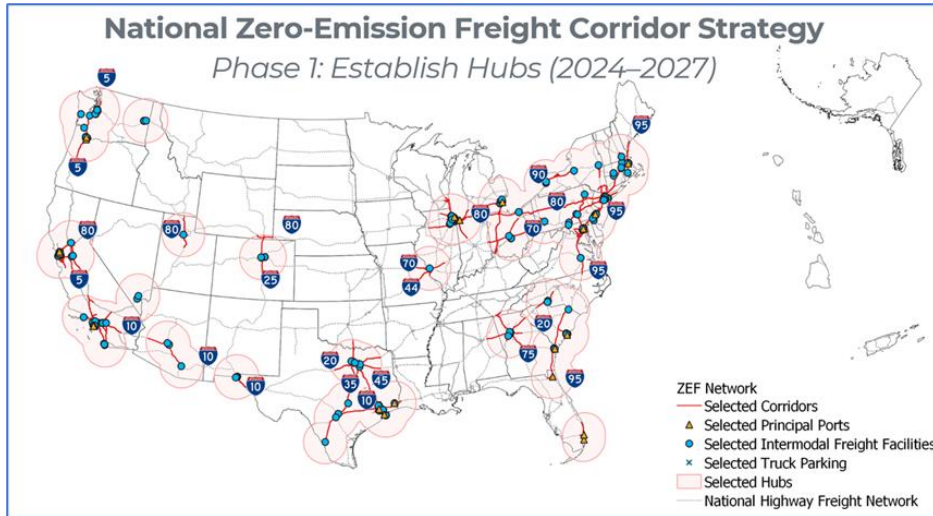 National Zero-Emission Freight Corridor Strategy
Phase 1: Establish Hubs (2024–2027)
5
95
5
90
80
80
80
80
80
95
70
5
25
70
44
95
10
20
75
10
20
10
35
45
10
95
ZEF Network
Selected Corridors
Selected Principal Ports
Selected Intermodal Freight Facilities
Selected Truck Parking
Selected Hubs
National Highway Freight Network